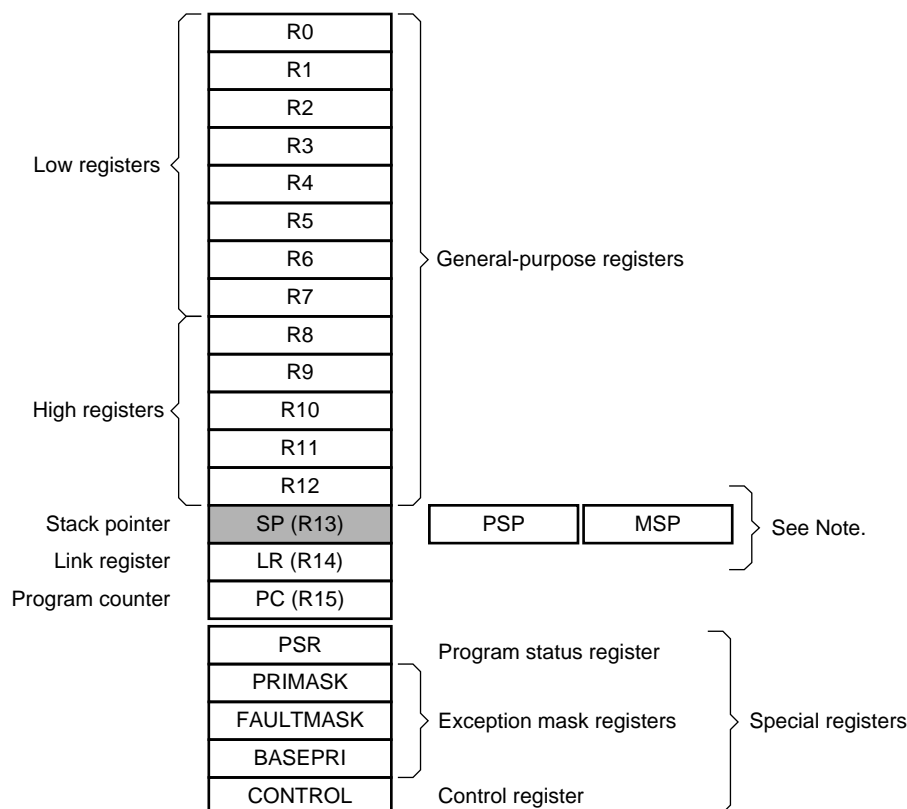 R0
R1
R2
R3
Low registers
R4
R5
R6
General-purpose registers
R7
R8
R9
High registers
R10
R11
R12
Stack pointer
SP (R13)
PSP
MSP
See Note.
Link register
LR (R14)
Program counter
PC (R15)
PSR
Program status register
PRIMASK
FAULTMASK
Exception mask registers
Special registers
BASEPRI
CONTROL
Control register